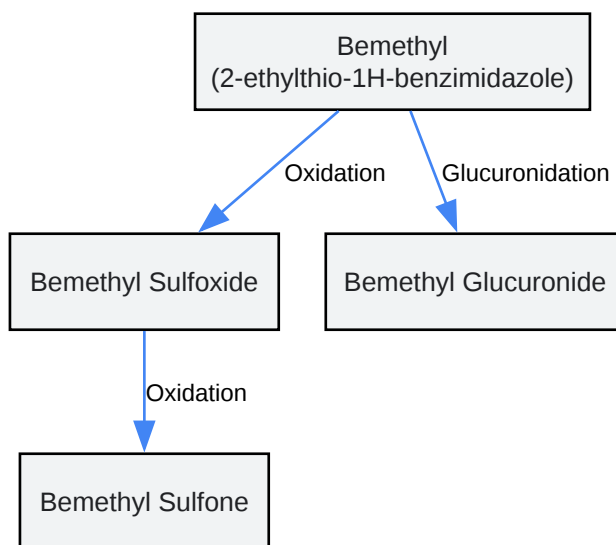 Bemethyl
(2-ethylthio-1H-benzimidazole)
Oxidation
Glucuronidation
Bemethyl Sulfoxide
Bemethyl Glucuronide
Oxidation
Bemethyl Sulfone